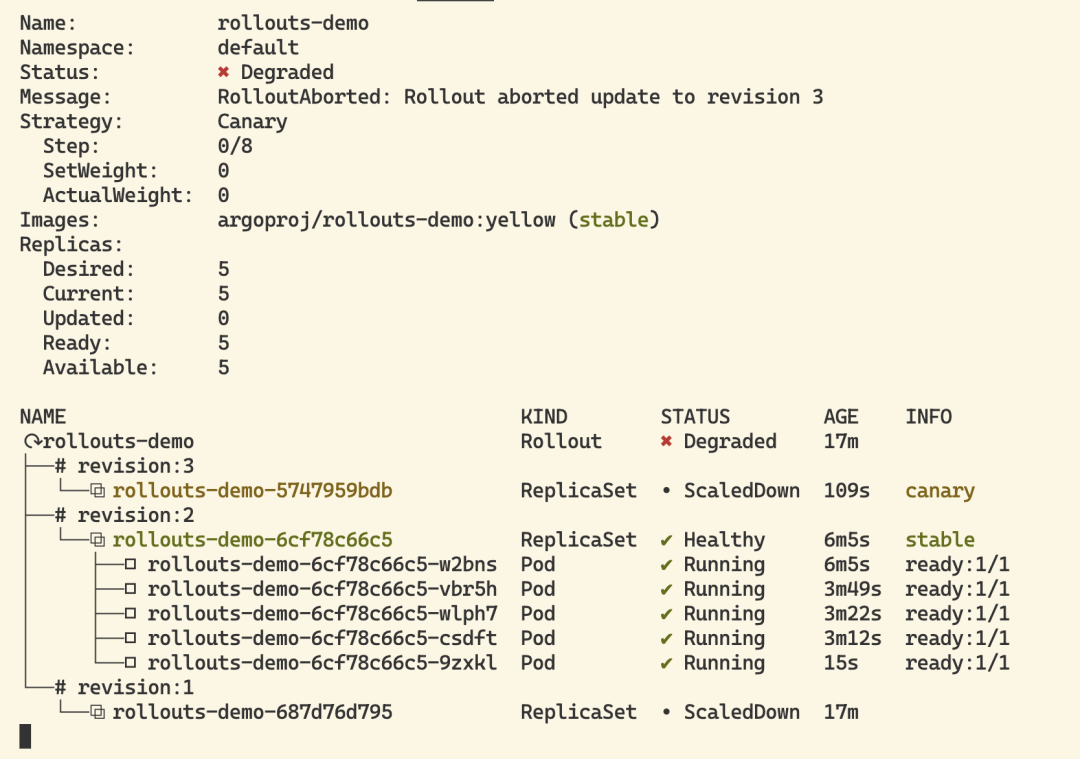 Name:            rollouts-demo
Namespace:       default
Status:          ✖ Degraded
Message:         RolloutAborted: Rollout aborted update to revision 3
Strategy:        Canary
  Step:          0/8
  SetWeight:     0
  ActualWeight:  0
Images:          argoproj/rollouts-demo:yellow (stable)
Replicas:
  Desired:       5
  Current:       5
  Updated:       0
  Ready:         5
  Available:     5

NAME                                       KIND        STATUS        AGE    INFO
⟳ rollouts-demo                            Rollout     ✖ Degraded    17m
├──# revision:3
│  └──⧉ rollouts-demo-5747959bdb           ReplicaSet  • ScaledDown  109s   canary
├──# revision:2
│  └──⧉ rollouts-demo-6cf78c66c5           ReplicaSet  ✔ Healthy     6m5s   stable
│     ├──□ rollouts-demo-6cf78c66c5-w2bns  Pod         ✔ Running     6m5s   ready:1/1
│     ├──□ rollouts-demo-6cf78c66c5-vbr5h  Pod         ✔ Running     3m49s  ready:1/1
│     ├──□ rollouts-demo-6cf78c66c5-wlph7  Pod         ✔ Running     3m22s  ready:1/1
│     ├──□ rollouts-demo-6cf78c66c5-csdft  Pod         ✔ Running     3m12s  ready:1/1
│     └──□ rollouts-demo-6cf78c66c5-9zxkl  Pod         ✔ Running     15s    ready:1/1
└──# revision:1
   └──⧉ rollouts-demo-687d76d795           ReplicaSet  • ScaledDown  17m